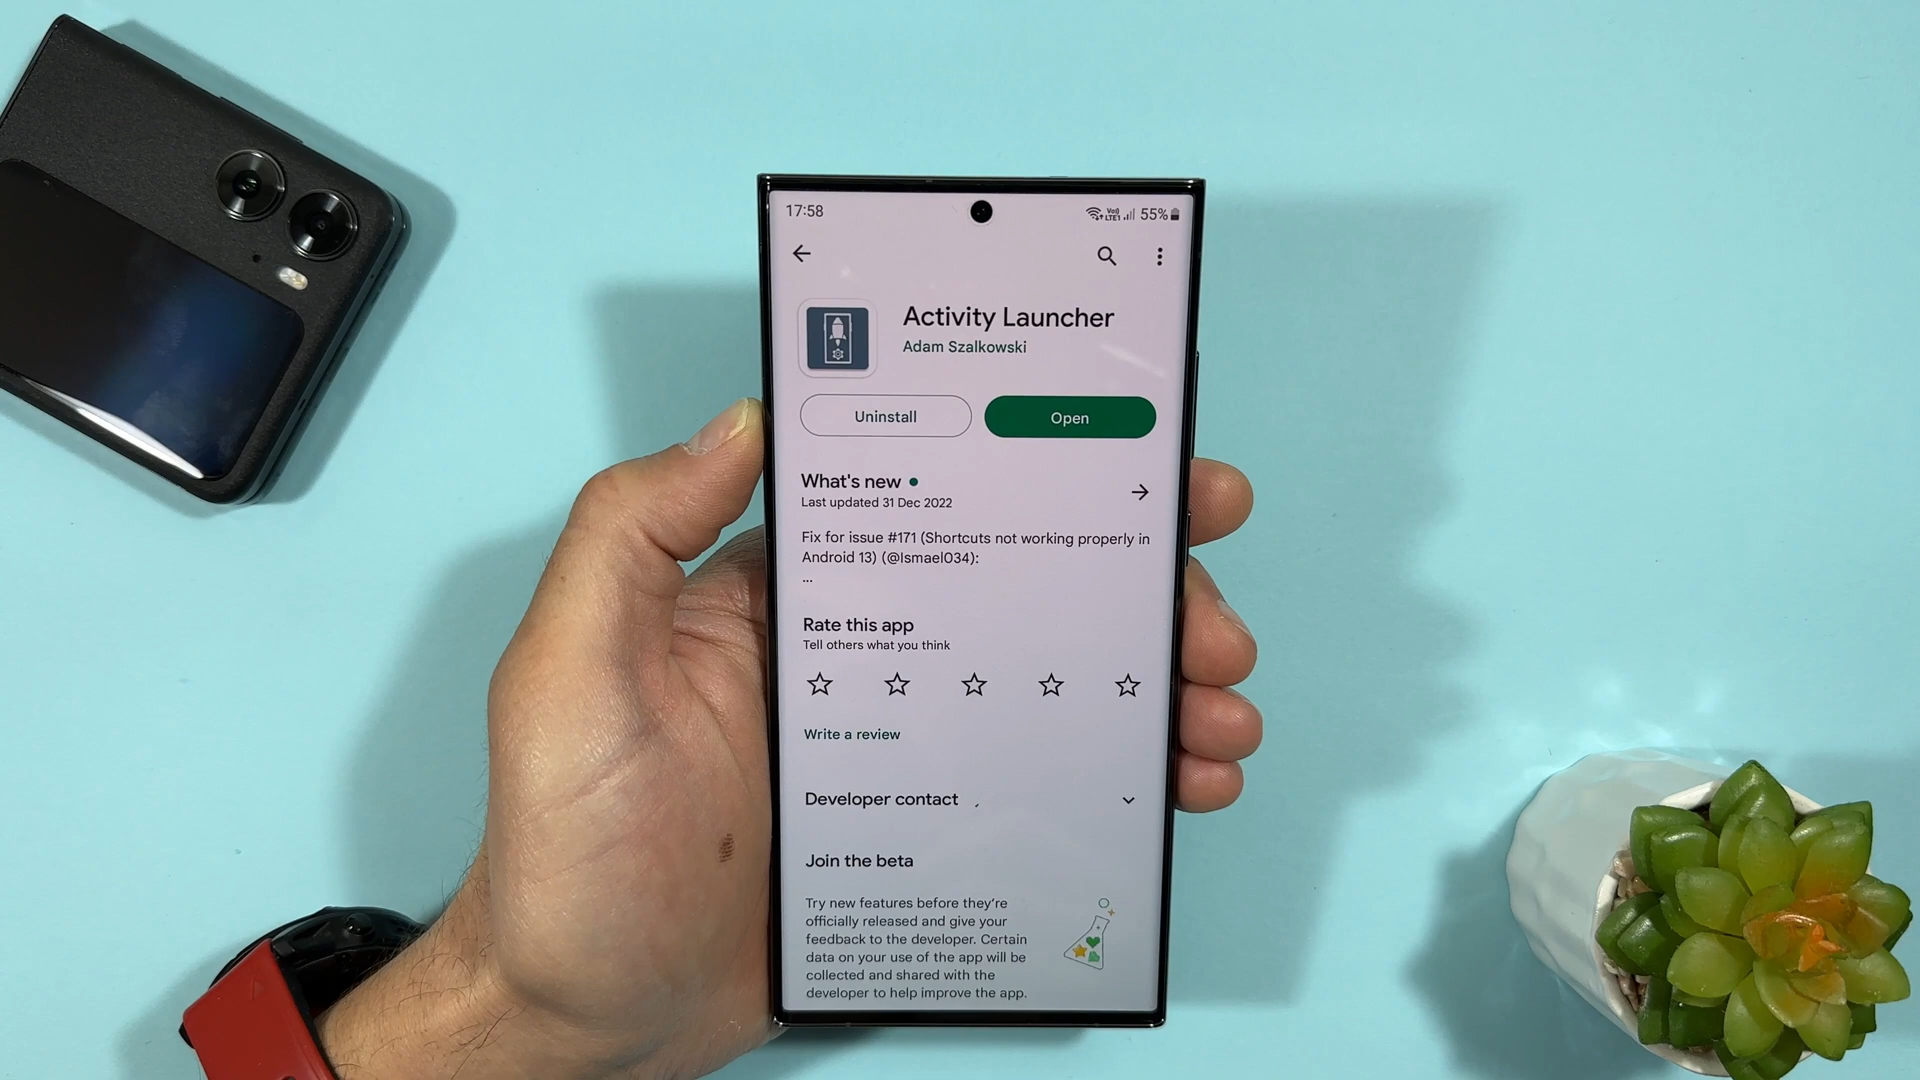 17:58
Vo) LTE1 55%
Activity Launcher
Adam Szalkowski
Uninstall
Open
What's new
Last updated 31 Dec 2022
Fix for issue #171 (Shortcuts not working properly in
Android 13) (@Ismael034):
...
Rate this app
Tell others what you think
Write a review
Developer contact
Join the beta
Try new features before they're
officially released and give your
feedback to the developer. Certain
data on your use of the app will be
collected and shared with the
developer to help improve the app.